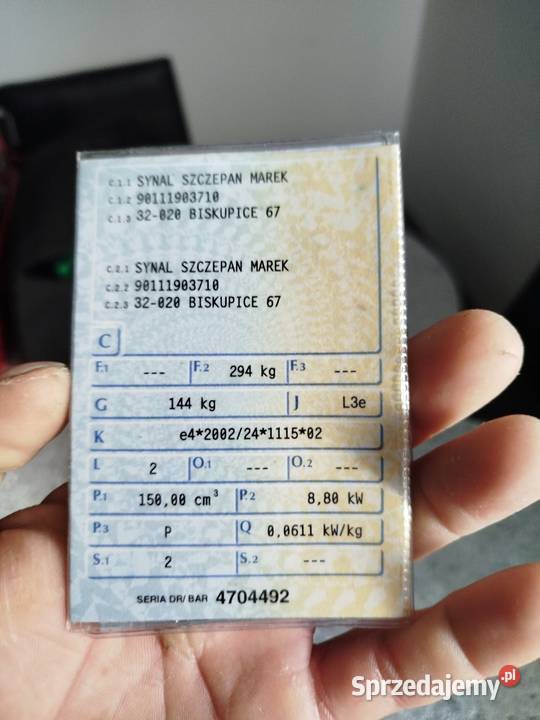 C.1.1 SYNAL SZCZEPAN MAREK
C.1.2 90111903710
C.1.3 32-020 BISKUPICE 67
C.2.1 SYNAL SZCZEPAN MAREK
C.2.2 90111903710
C.2.3 32-020 BISKUPICE 67
C
F.1 --- F.2 294 kg F.3 ---
G 144 kg J L3e
K e4*2002/24*1115*02
L 2 O.1 --- O.2 ---
P.1 150,00 cm³ P.2 8,80 kW
P.3 P Q 0,0611 kW/kg
S.1 2 S.2 ---
SERIA DR/BAR 4704492
Sprzedajemy.pl